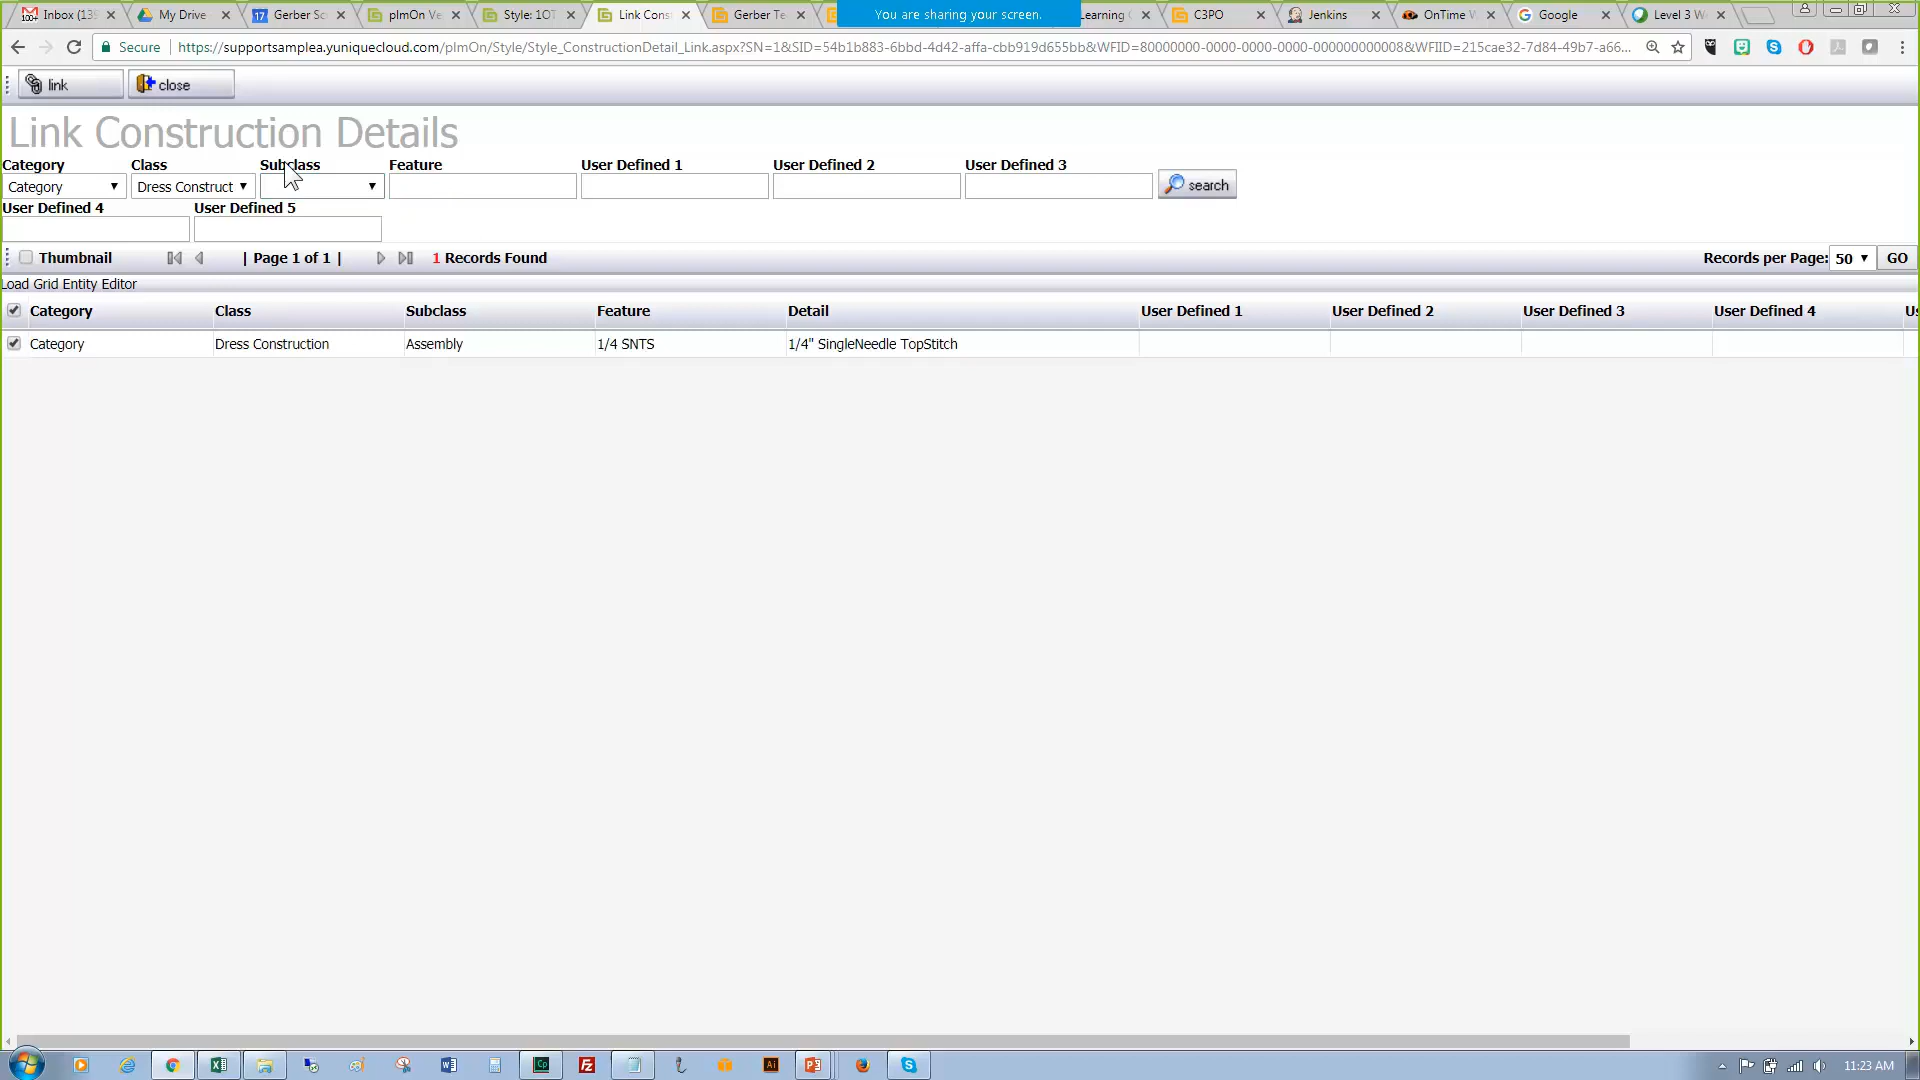 Inbox (13
My Drive
17
Gerber Sc
plmOn Ve
Style: 1OT
Link Cons
Gerber Te
You are sharing your screen.
Learning
C3PO
Jenkins
OnTime
Google
Level 3 W
Secure
https://supportsamplea.yuniquecloud.com/plmOn/Style/Style_ConstructionDetail_Link.aspx?SN=1&SID=54b1b883-6bbd-4d42-affa-cbb919d655bb&WFID=80000000-0000-0000-0000-000000000008&WFIID=215cae32-7d84-49b7-a66...
link
close
Link Construction Details
Category
Class
Subclass
Feature
User Defined 1
User Defined 2
User Defined 3
Category
Dress Construct
search
User Defined 4
User Defined 5
Thumbnail
| Page 1 of 1 |
1 Records Found
Records per Page:
50
GO
Load Grid Entity Editor
Category
Class
Subclass
Feature
Detail
User Defined 1
User Defined 2
User Defined 3
User Defined 4
Us
Category
Dress Construction
Assembly
1/4 SNTS
1/4" SingleNeedle TopStitch
11:23 AM